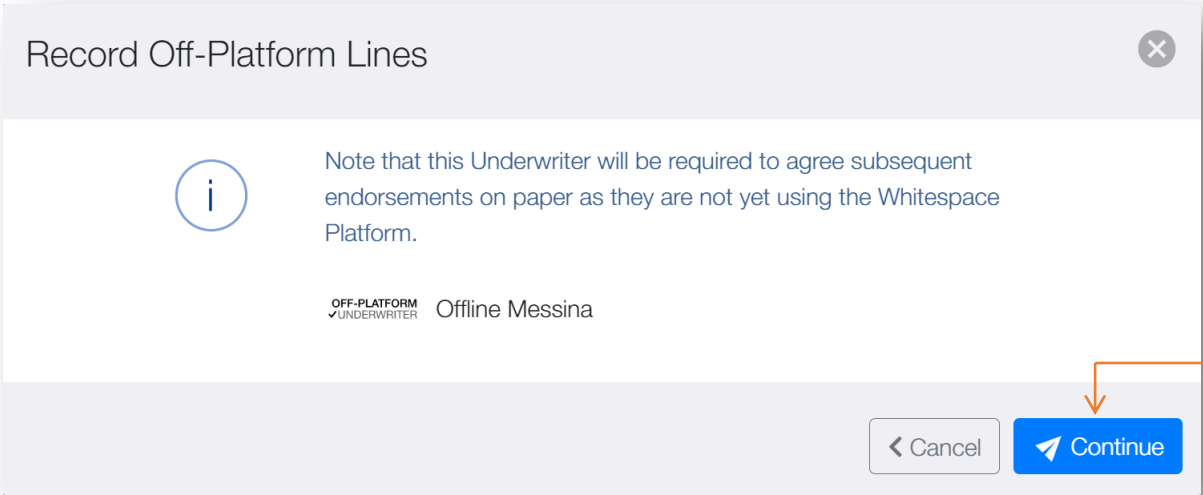 Record Off-Platform Lines
i
Note that this Underwriter will be required to agree subsequent
endorsements on paper as they are not yet using the Whitespace
Platform.
OFF-PLATFORM
UNDERWRITER
Offline Messina
Cancel
Continue